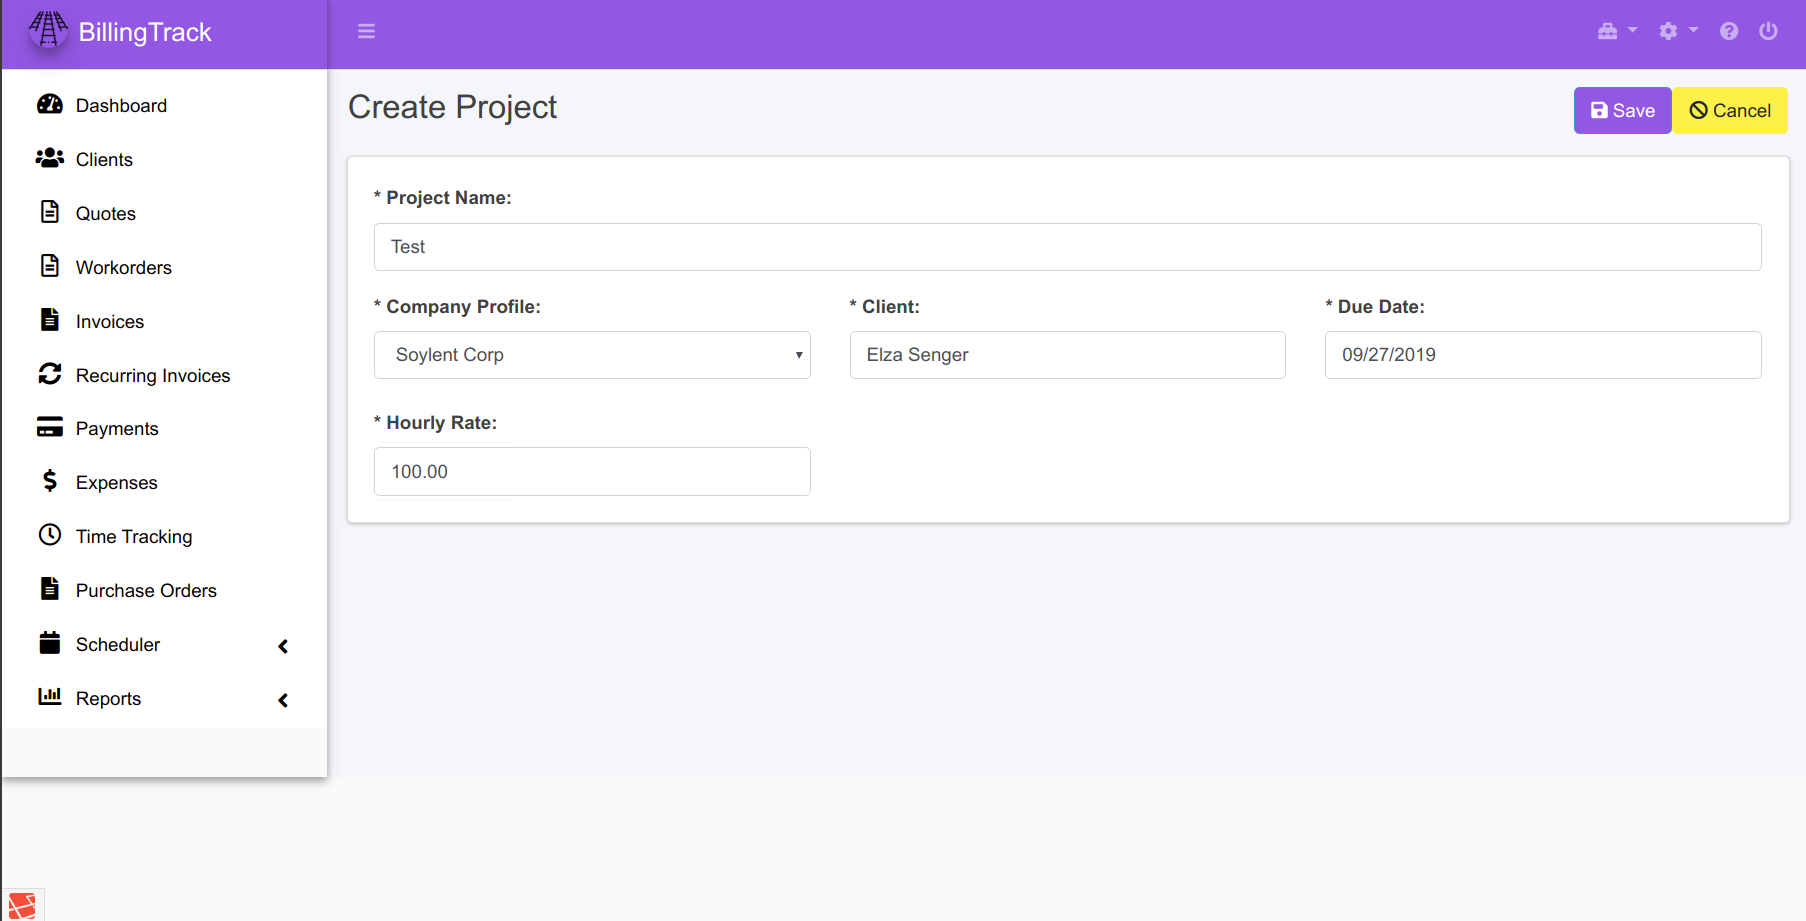 BillingTrack
Dashboard
Clients
Quotes
Workorders
Invoices
Recurring Invoices
Payments
Expenses
Time Tracking
Purchase Orders
Scheduler
Reports
Create Project
Save
Cancel
* Project Name:
Test
* Company Profile:
* Client:
* Due Date:
Soylent Corp
Elza Senger
09/27/2019
* Hourly Rate:
100.00